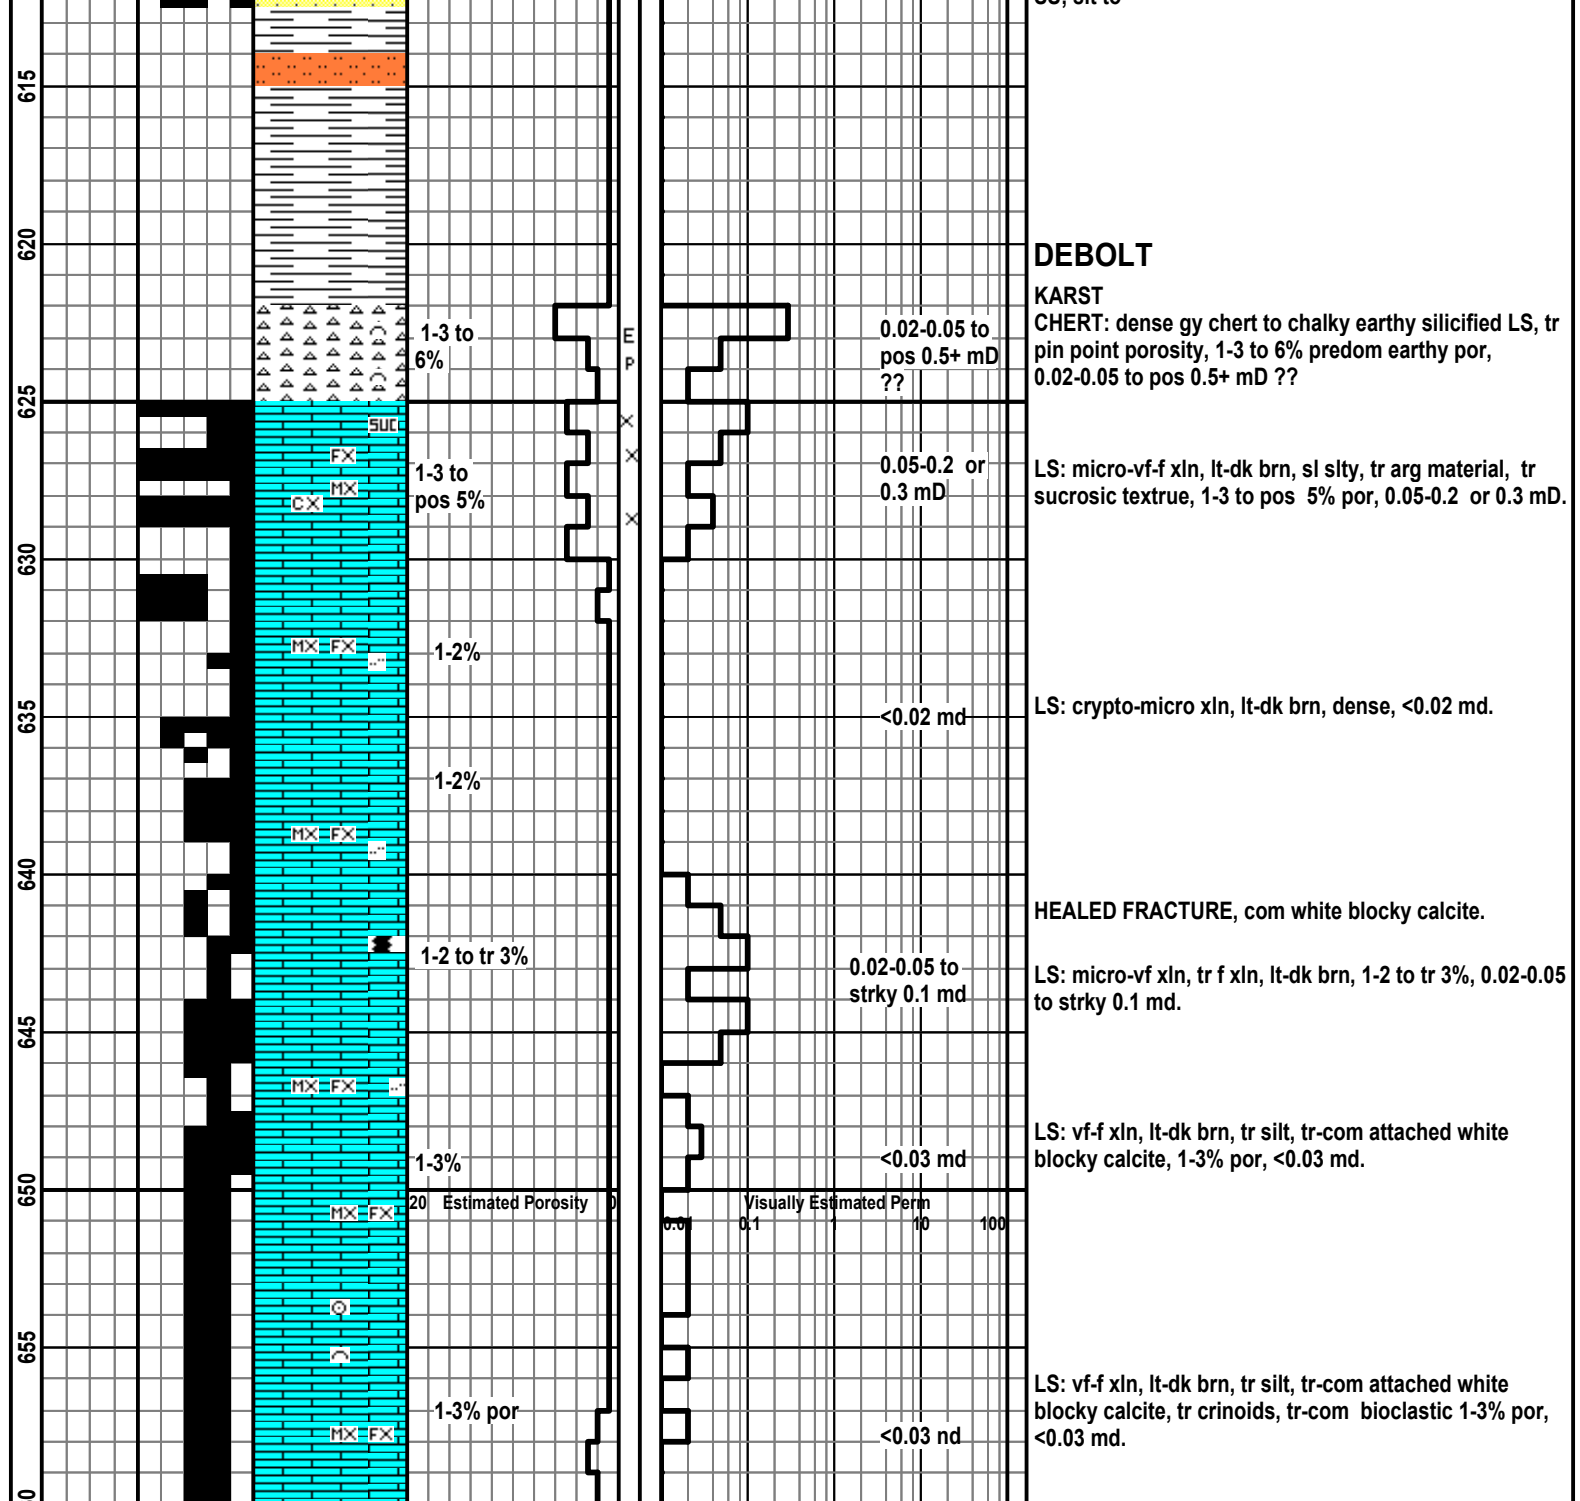 615
620
DEBOLT
KARST
1-3 to
6%
E
P
0.02-0.05 to
pos 0.5+ mD
??
CHERT: dense gy chert to chalky earthy silicified LS, tr
pin point porosity, 1-3 to 6% predom earthy por,
0.02-0.05 to pos 0.5+ mD ??
625
SUC
FX
MX
CX
1-3 to
pos 5%
X
X
X
0.05-0.2 or
0.3 mD
LS: micro-vf-f xln, lt-dk brn, sl slty, tr arg material, tr
sucrosic textrue, 1-3 to pos 5% por, 0.05-0.2 or 0.3 mD.
630
MX FX
1-2%
635
<0.02 md
LS: crypto-micro xln, lt-dk brn, dense, <0.02 md.
1-2%
MX FX
640
HEALED FRACTURE, com white blocky calcite.
1-2 to tr 3%
0.02-0.05 to
strky 0.1 md
LS: micro-vf xln, tr f xln, lt-dk brn, 1-2 to tr 3%, 0.02-0.05
to strky 0.1 md.
645
MX FX
1-3%
<0.03 md
LS: vf-f xln, lt-dk brn, tr silt, tr-com attached white
blocky calcite, 1-3% por, <0.03 md.
650
20 Estimated Porosity 0
Visually Estimated Perm
0.01 0.1 1 10 100
MX FX
655
1-3% por
MX FX
<0.03 nd
LS: vf-f xln, lt-dk brn, tr silt, tr-com attached white
blocky calcite, tr crinoids, tr-com bioclastic 1-3% por,
<0.03 md.